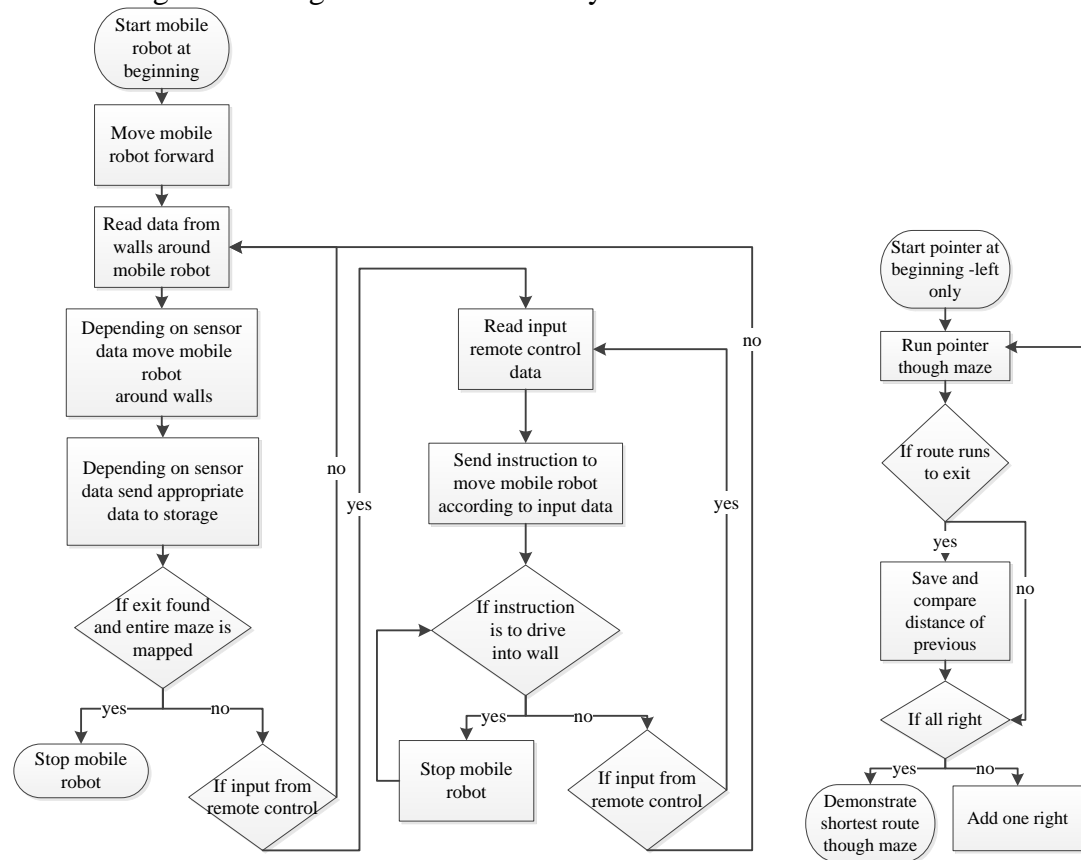 Start mobile
robot at
beginning
Move mobile
robot forward
Read data from
walls around
mobile robot
Depending on sensor
data move mobile
robot
around walls
Depending on sensor
data send appropriate
data to storage
If exit found
and entire maze is
mapped
yes
no
Stop mobile
robot
If input from
remote control
no
yes
Read input
remote control
data
Send instruction to
move mobile robot
according to input data
If instruction
is to drive
into wall
yes
no
Stop mobile
robot
If input from
remote control
yes
no
Start pointer at
beginning -left
only
Run pointer
though maze
If route runs
to exit
yes
no
Save and
compare
distance of
previous
If all right
yes
no
Demonstrate
shortest route
though maze
Add one right